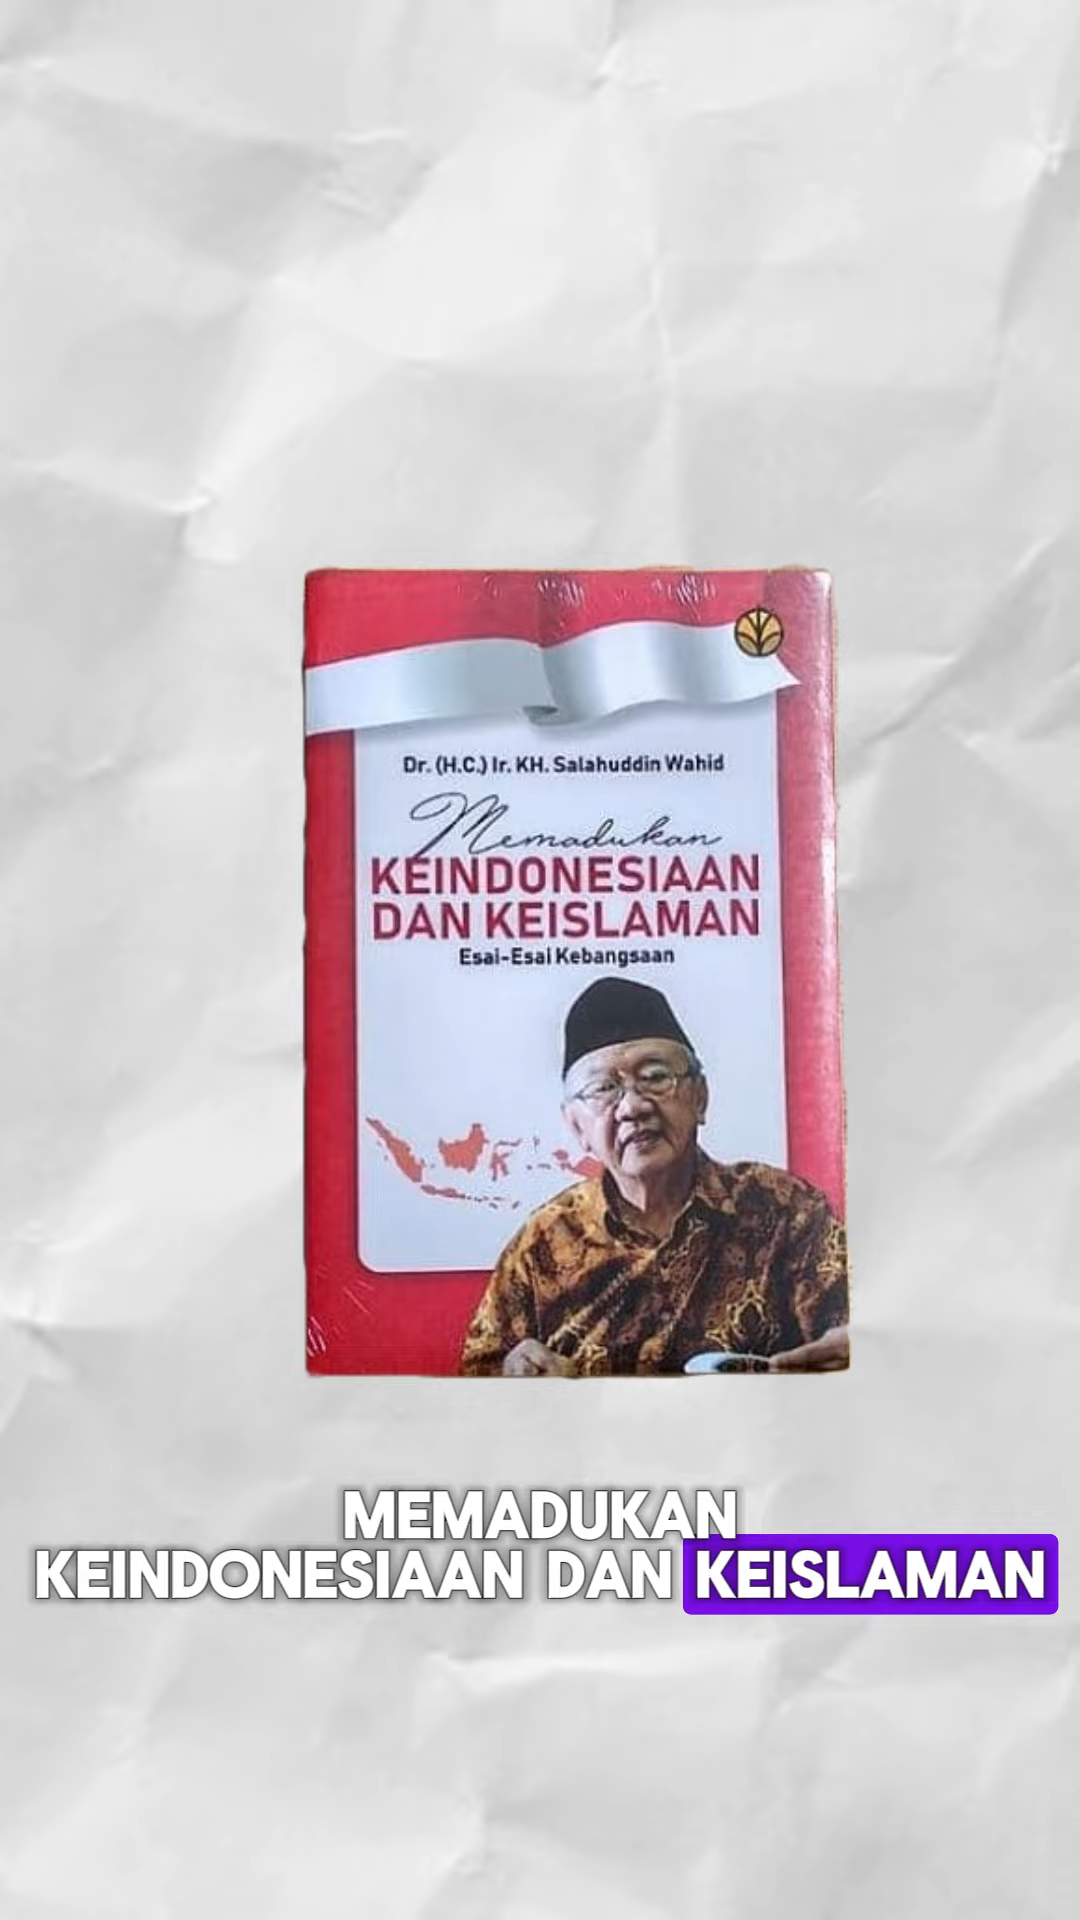 Dr. (H.C.) Ir. KH. Salahuddin Wahid
Memadukan
KEINDONESIAAN
DAN KEISLAMAN
Esai-Esai Kebangsaan
MEMADUKAN
KEINDONESIAAN DAN KEISLAMAN